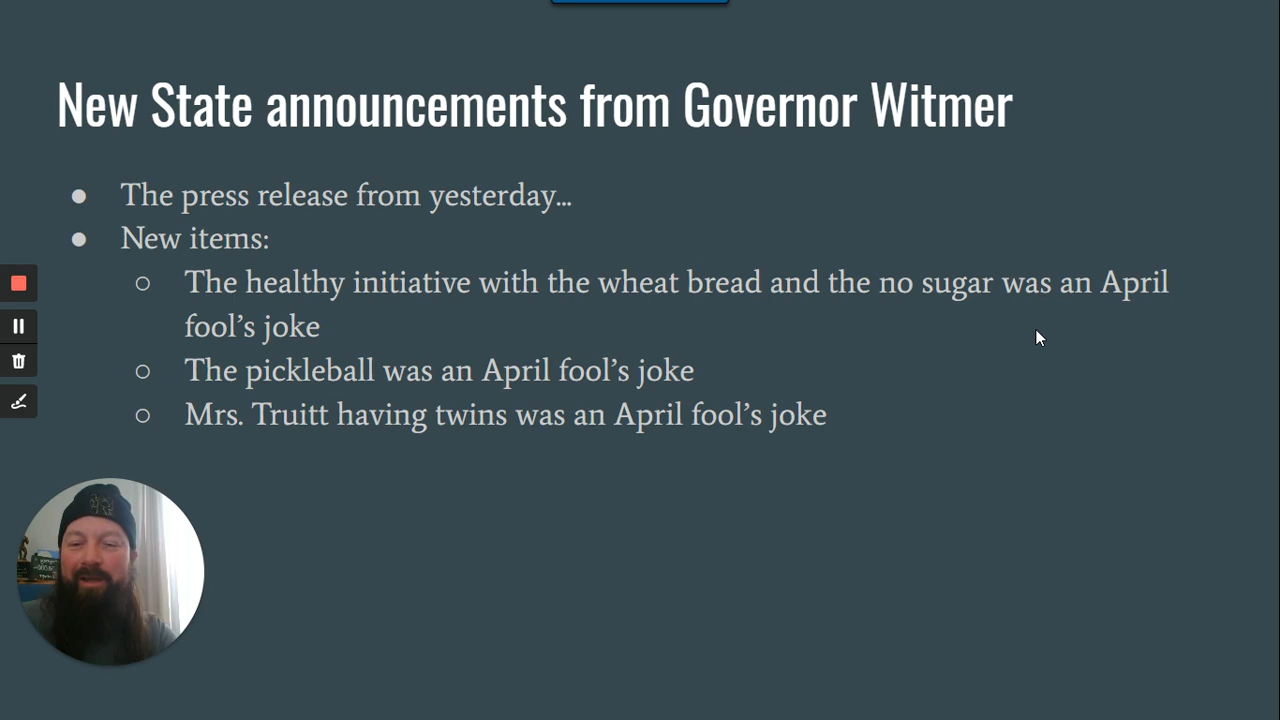 New State announcements from Governor Witmer
● The press release from yesterday...
● New items:
○ The healthy initiative with the wheat bread and the no sugar was an April
fool’s joke
○ The pickleball was an April fool’s joke
○ Mrs. Truitt having twins was an April fool’s joke